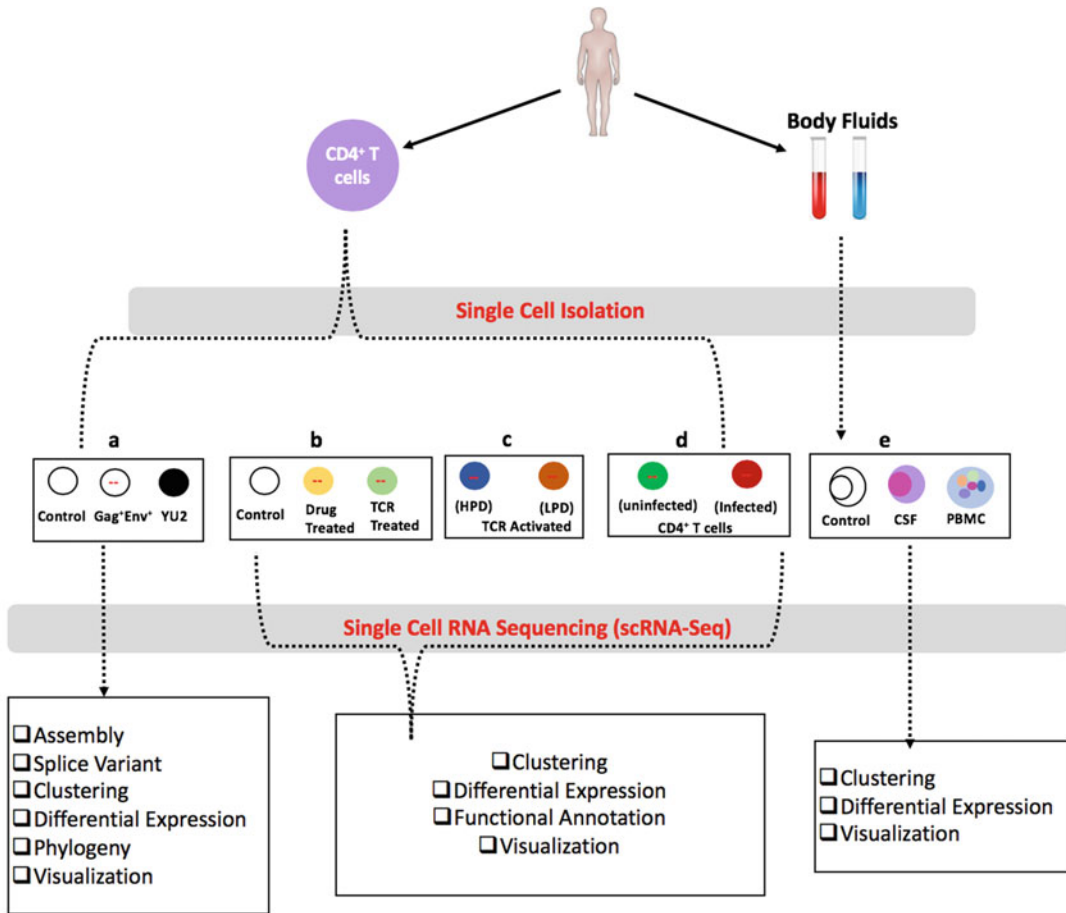 CD4⁺ T
cells
Body Fluids
Single Cell Isolation
a
b
c
d
e
Control Gag⁺Env⁺ YU2
Control Drug Treated TCR Treated
(HPD) (LPD)
TCR Activated
(uninfected) (Infected)
CD4⁺ T cells
Control CSF PBMC
Single Cell RNA Sequencing (scRNA-Seq)
❑Assembly
❑Splice Variant
❑Clustering
❑Differential Expression
❑Phylogeny
❑Visualization
❑Clustering
❑Differential Expression
❑Functional Annotation
❑Visualization
❑Clustering
❑Differential Expression
❑Visualization